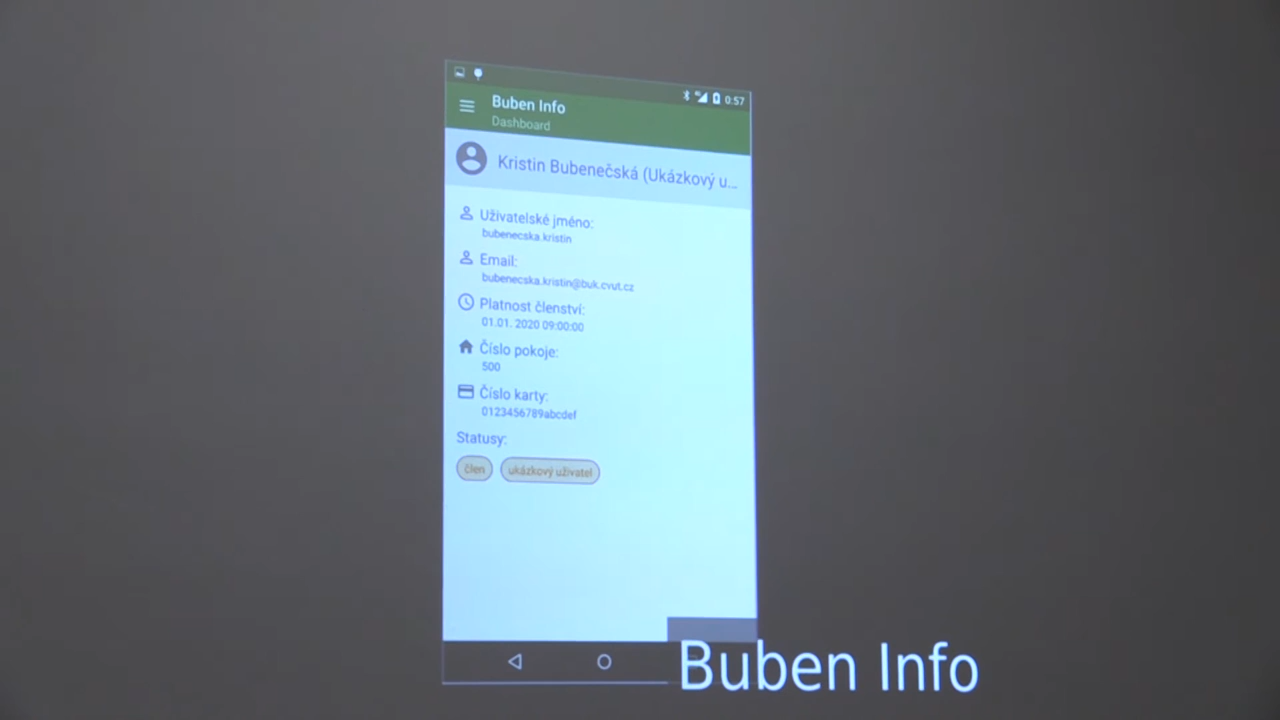 0:57
Buben Info
Dashboard
Kristin Bubenečská (Ukázkový u...
Uživatelské jméno:
bubenecska.kristin
Email:
bubenecska.kristin@buk.cvut.cz
Platnost členství:
01.01. 2020 09:00:00
Číslo pokoje:
500
Číslo karty:
0123456789abcdef
Statusy:
člen ukázkový uživatel
Buben Info